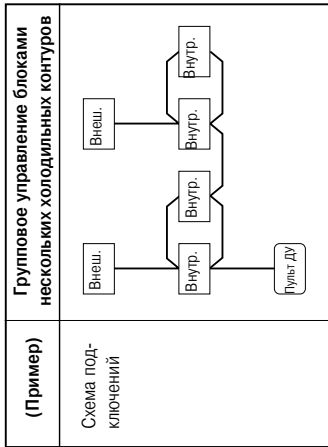 (Пример)
Групповое управление блоками
нескольких холодильных контуров
Схема под-
ключений
Внеш.
Внеш.
Внутр.
Внутр.
Внутр.
Внутр.
Пульт ДУ